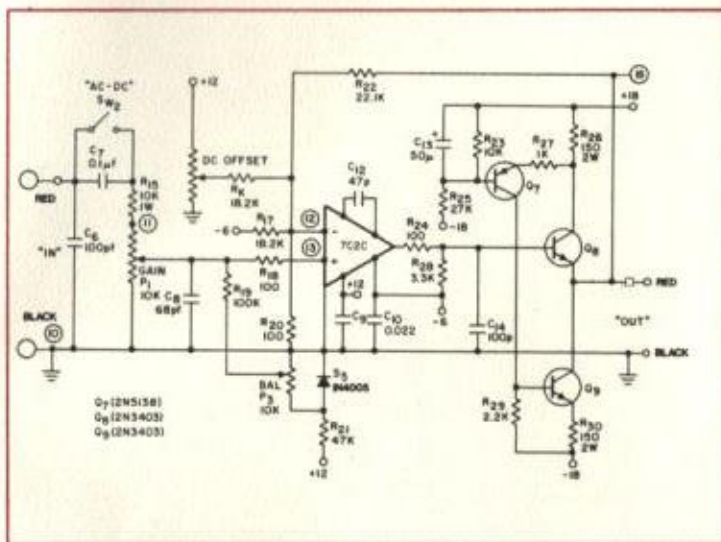 "AC-DC"
SW2
C7
0.1µf
RED
R15
10K
1W
11
C6
100pf
"IN"
GAIN
P1
10K
BLACK
10
+12
DC OFFSET
RK
18.2K
-6
R17
18.2K
C8
68pf
R19
100K
R18
100
R20
100
BAL
P3
10K
R22
22.1K
C12
47p
12
13
-
+
7C2C
+12
C9
C10
0.022
S5
IN4005
R21
47K
+12
R24
100
R28
3.3K
-6
C13
+
50µ
R23
10K
R25
27K
-18
Q7
R27
1K
R26
150
2W
15
+18
Q8
C14
100p
RED
"OUT"
BLACK
Q9
R29
2.2K
R30
150
2W
-18
Q7(2N5138)
Q8(2N3403)
Q9(2N3403)